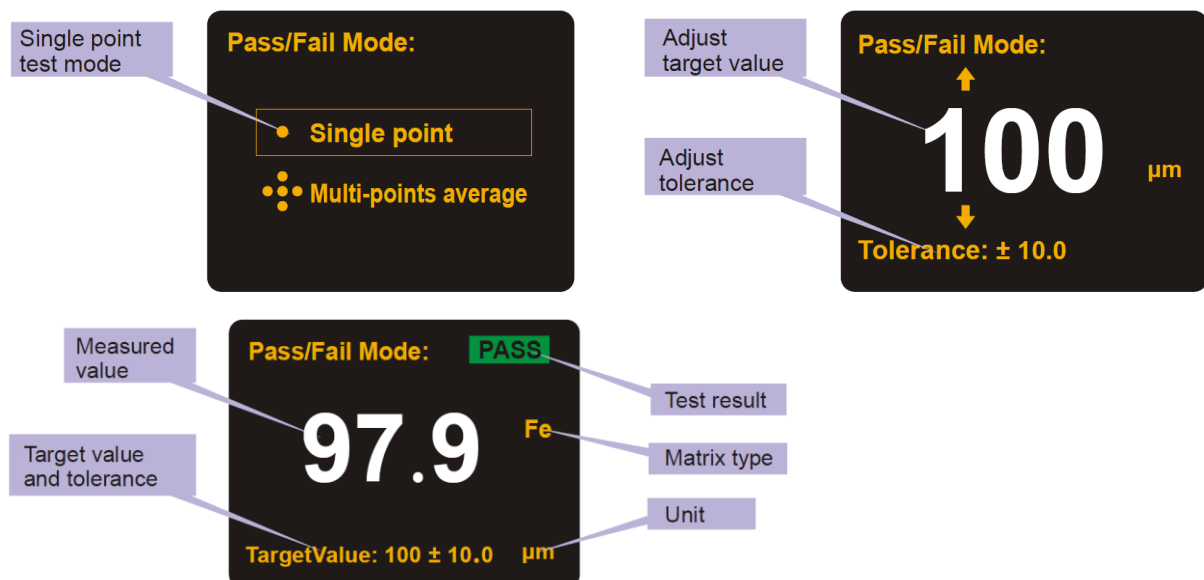 Single point
test mode
Pass/Fail Mode:
Single point
Multi-points average
Adjust
target value
Adjust
tolerance
Pass/Fail Mode:
100
µm
Tolerance: ± 10.0
Measured
value
Target value
and tolerance
Pass/Fail Mode: PASS
97.9 Fe
TargetValue: 100 ± 10.0 µm
Test result
Matrix type
Unit